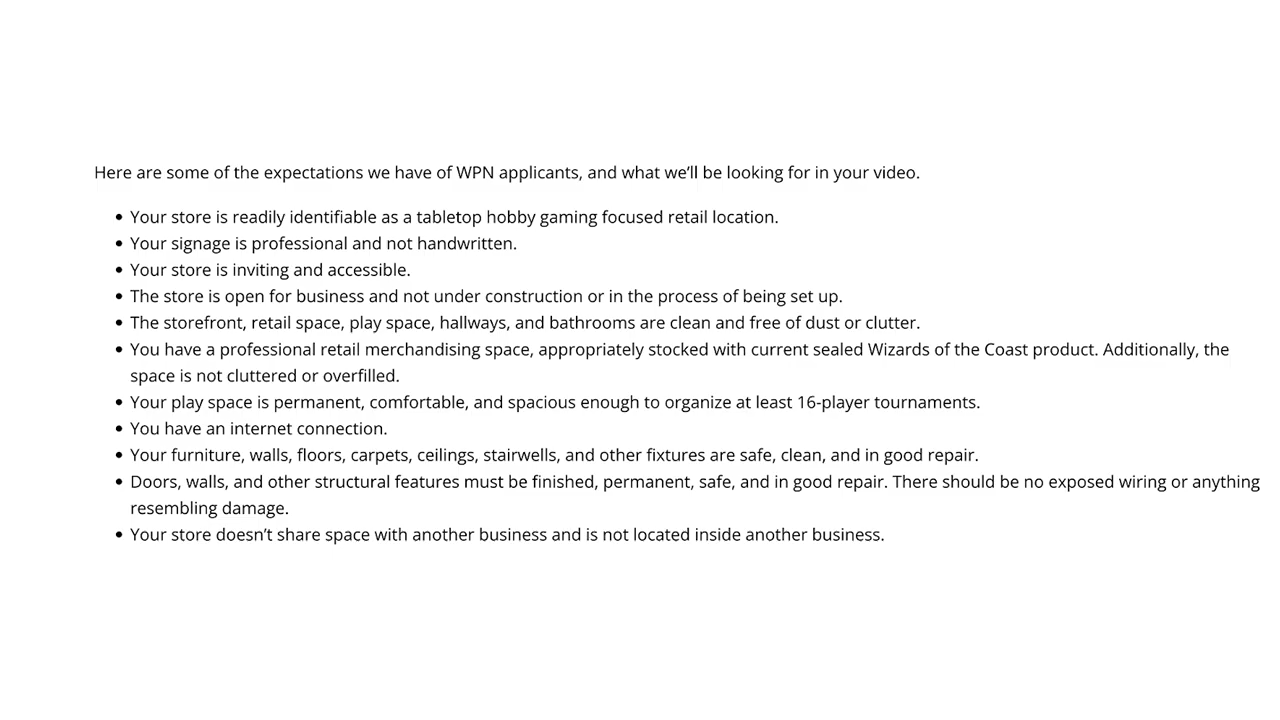 Here are some of the expectations we have of WPN applicants, and what we’ll be looking for in your video.
• Your store is readily identifiable as a tabletop hobby gaming focused retail location.
• Your signage is professional and not handwritten.
• Your store is inviting and accessible.
• The store is open for business and not under construction or in the process of being set up.
• The storefront, retail space, play space, hallways, and bathrooms are clean and free of dust or clutter.
• You have a professional retail merchandising space, appropriately stocked with current sealed Wizards of the Coast product. Additionally, the
space is not cluttered or overfilled.
• Your play space is permanent, comfortable, and spacious enough to organize at least 16-player tournaments.
• You have an internet connection.
• Your furniture, walls, floors, carpets, ceilings, stairwells, and other fixtures are safe, clean, and in good repair.
• Doors, walls, and other structural features must be finished, permanent, safe, and in good repair. There should be no exposed wiring or anything
resembling damage.
• Your store doesn’t share space with another business and is not located inside another business.